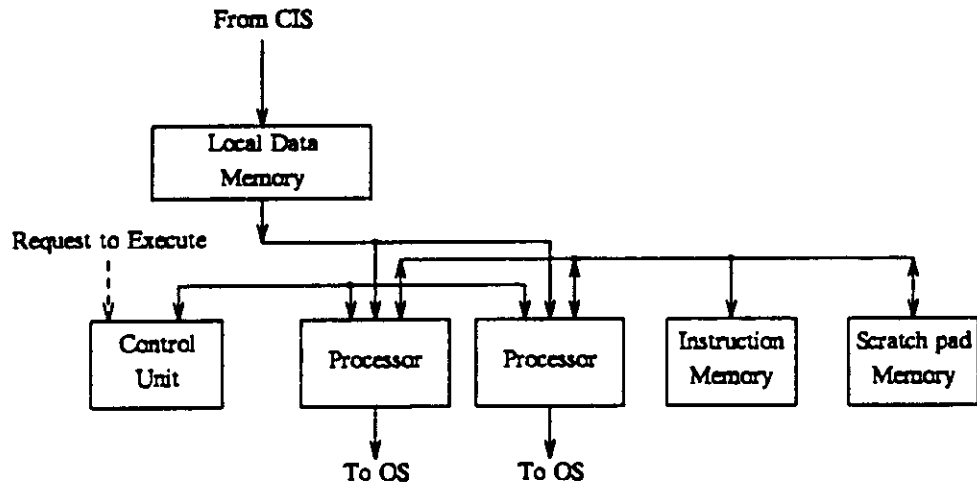 From CIS
Local Data
Memory
Request to Execute
Control
Unit
Processor
Processor
Instruction
Memory
Scratch pad
Memory
To OS
To OS